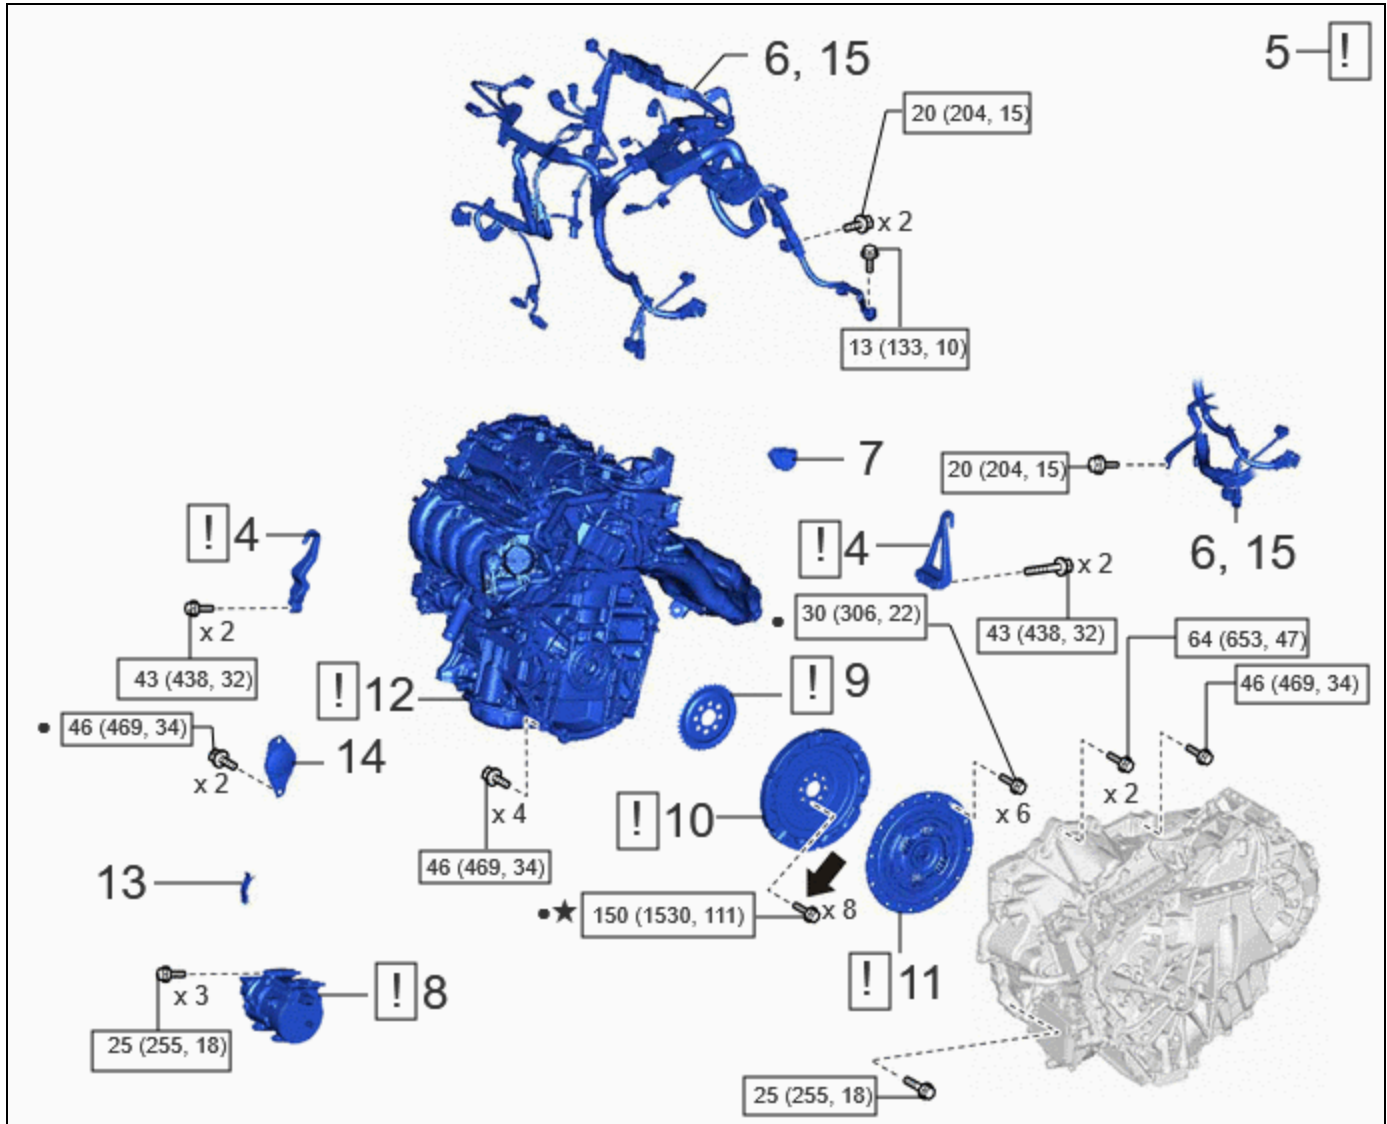 6, 15
5 !
20 (204, 15)
x 2
13 (133, 10)
7
20 (204, 15)
6, 15
! 4
x 2
43 (438, 32)
! 4
x 2
43 (438, 32)
30 (306, 22)
64 (653, 47)
46 (469, 34)
! 12
! 9
46 (469, 34)
x 2
14
x 4
46 (469, 34)
! 10
x 6
x 2
13
150 (1530, 111)
x 8
! 11
x 3
! 8
25 (255, 18)
25 (255, 18)